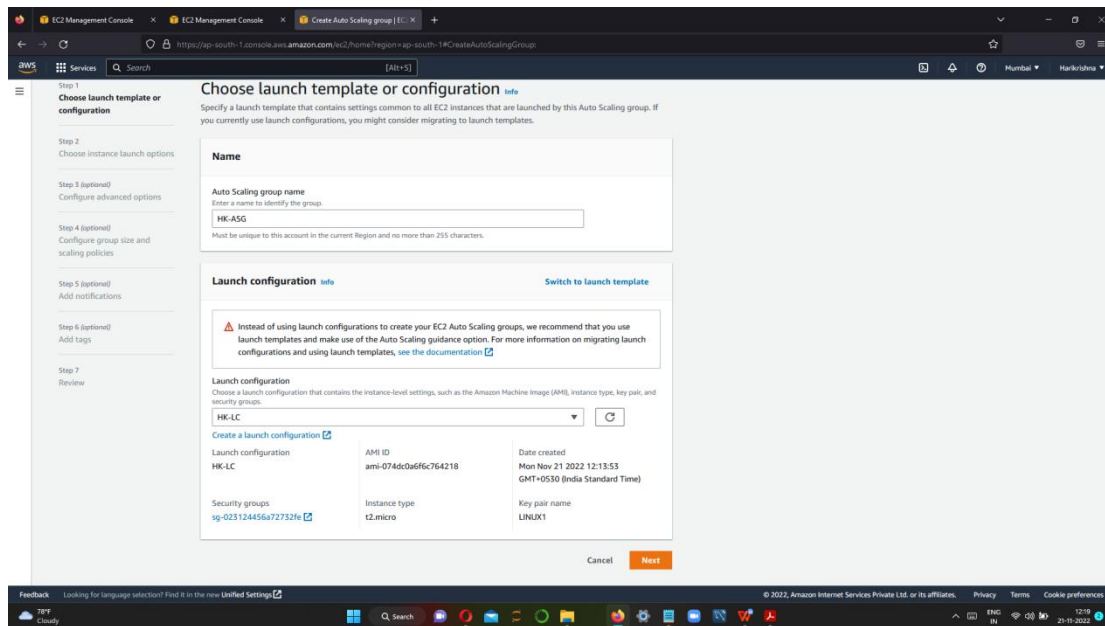 EC2 Management Console
EC2 Management Console
Create Auto Scaling group | EC
https://ap-south-1.console.aws.amazon.com/ec2/home?region=ap-south-1#CreateAutoScalingGroup:
aws
Services
Search
[Alt+S]
Mumbai
Harikrishna
Step 1
Choose launch template or
configuration
Step 2
Choose instance launch options
Step 3 (optional)
Configure advanced options
Step 4 (optional)
Configure group size and
scaling policies
Step 5 (optional)
Add notifications
Step 6 (optional)
Add tags
Step 7
Review
Choose launch template or configuration Info
Specify a launch template that contains settings common to all EC2 instances that are launched by this Auto Scaling group. If
you currently use launch configurations, you might consider migrating to launch templates.
Name
Auto Scaling group name
Enter a name to identify the group.
HK-ASG
Must be unique to this account in the current Region and no more than 255 characters.
Launch configuration Info
Switch to launch template
Instead of using launch configurations to create your EC2 Auto Scaling groups, we recommend that you use
launch templates and make use of the Auto Scaling guidance option. For more information on migrating launch
configurations and using launch templates, see the documentation
Launch configuration
Choose a launch configuration that contains the instance-level settings, such as the Amazon Machine Image (AMI), instance type, key pair, and
security groups.
HK-LC
Create a launch configuration
Launch configuration
HK-LC
AMI ID
ami-074dc0a6f6c764218
Date created
Mon Nov 21 2022 12:13:53
GMT+0530 (India Standard Time)
Security groups
sg-023124456a72732fe
Instance type
t2.micro
Key pair name
LINUX1
Cancel
Next
Feedback
Looking for language selection? Find it in the new Unified Settings
© 2022, Amazon Internet Services Private Ltd. or its affiliates.
Privacy
Terms
Cookie preferences
78°F
Cloudy
Search
ENG
IN
12:19
21-11-2022
2